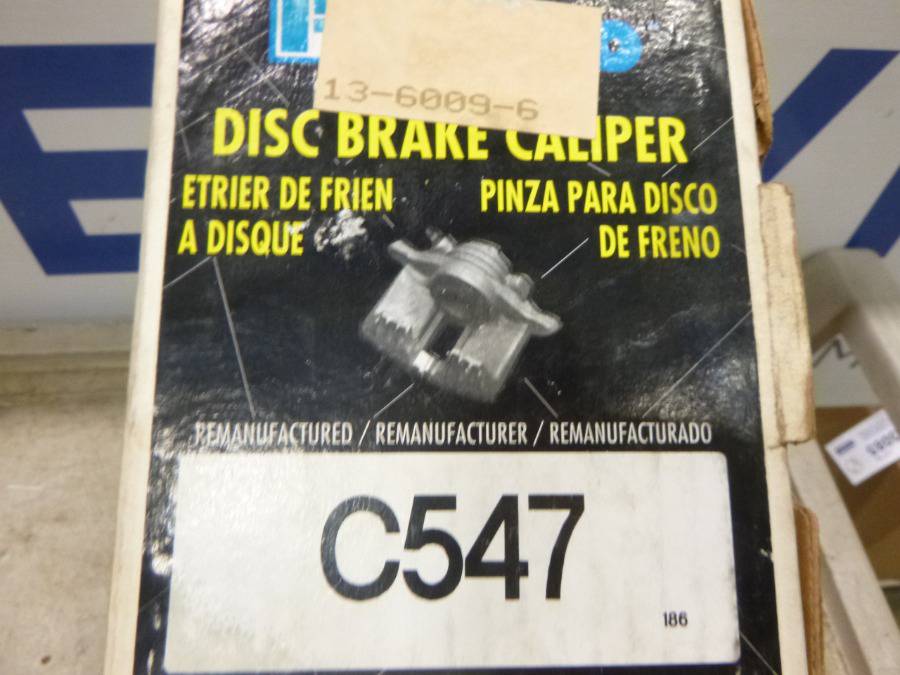 13-6009-6
DISC BRAKE CALIPER
ETRIER DE FRIEN
A DISQUE
PINZA PARA DISCO
DE FRENO
REMANUFACTURED / REMANUFACTURER / REMANUFACTURADO
C547
186